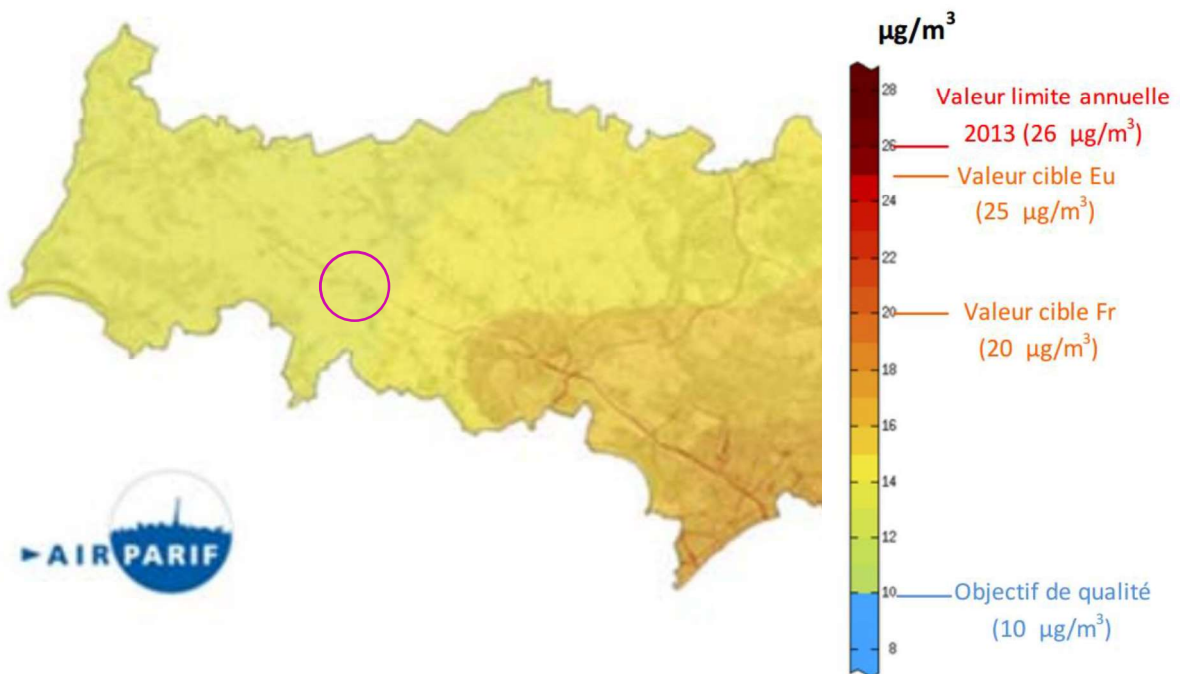 µg/m³
28
Valeur limite annuelle
2013 (26 µg/m³)
26
Valeur cible Eu
(25 µg/m³)
24
22
20
Valeur cible Fr
(20 µg/m³)
18
16
14
12
10
Objectif de qualité
(10 µg/m³)
8
AIRPARIF